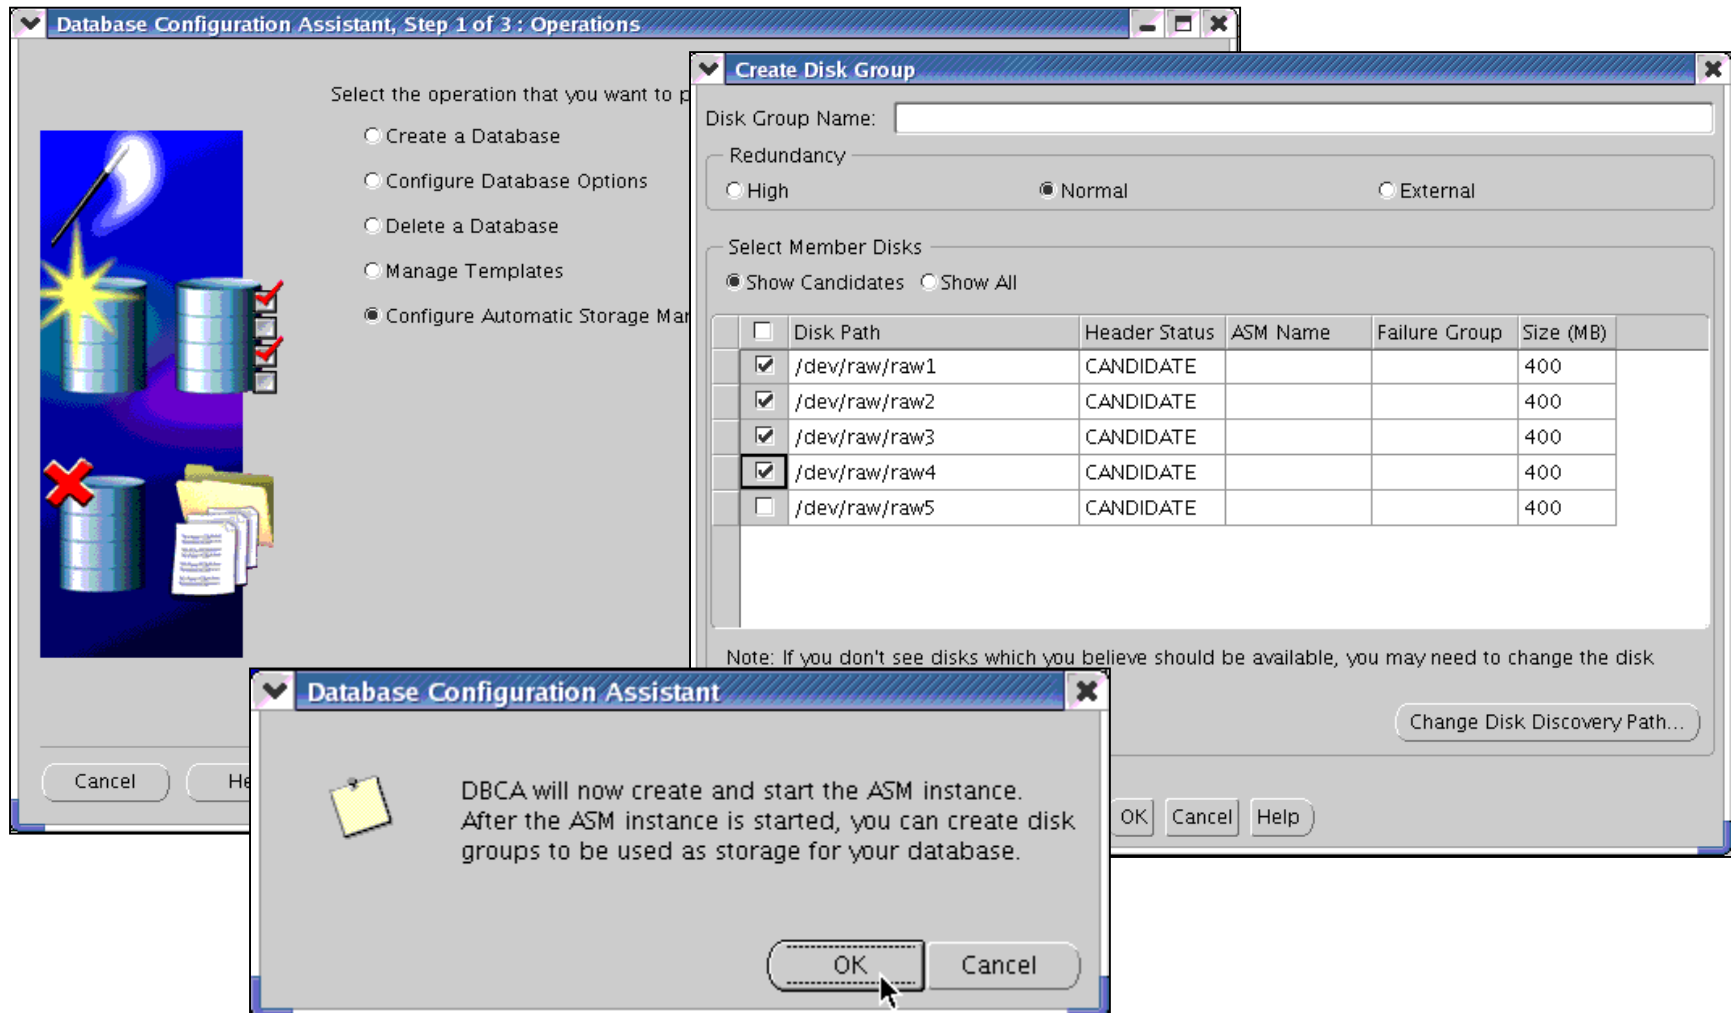 Database Configuration Assistant, Step 1 of 3 : Operations
Select the operation that you want to p
Create a Database
Configure Database Options
Delete a Database
Manage Templates
Configure Automatic Storage Mar
Cancel
He
Create Disk Group
Disk Group Name:
Redundancy
High Normal External
Select Member Disks
Show Candidates Show All
Disk Path Header Status ASM Name Failure Group Size (MB)
/dev/raw/raw1 CANDIDATE 400
/dev/raw/raw2 CANDIDATE 400
/dev/raw/raw3 CANDIDATE 400
/dev/raw/raw4 CANDIDATE 400
/dev/raw/raw5 CANDIDATE 400
Note: If you don't see disks which you believe should be available, you may need to change the disk
Change Disk Discovery Path...
OK Cancel Help
Database Configuration Assistant
DBCA will now create and start the ASM instance.
After the ASM instance is started, you can create disk
groups to be used as storage for your database.
OK Cancel